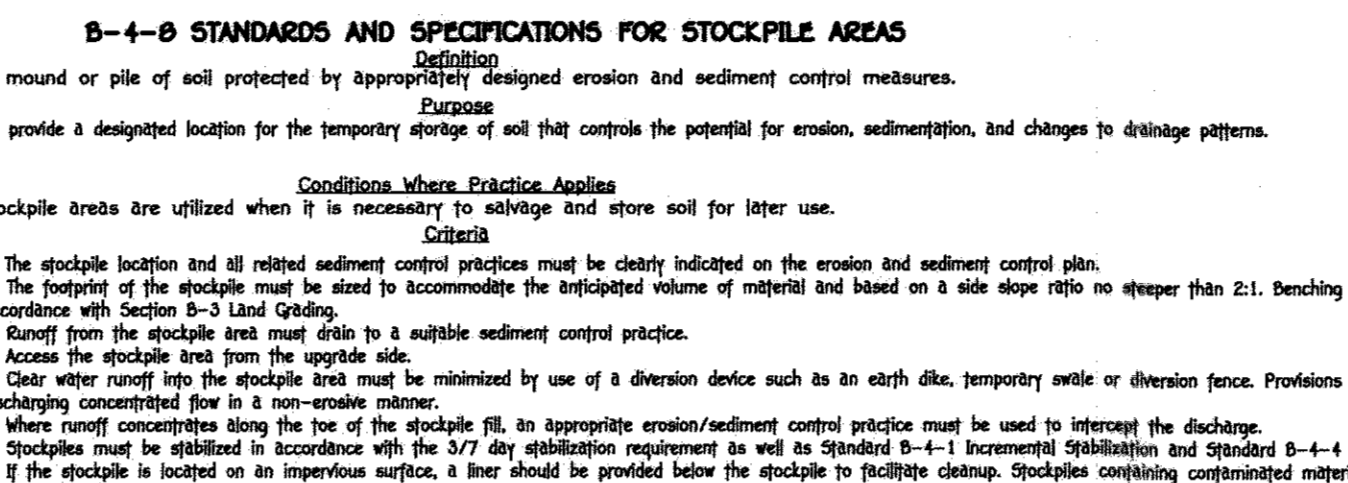 B-4-8 STANDARDS AND SPECIFICATIONS FOR STOCKPILE AREAS
Definition
mound or pile of soil protected by appropriately designed erosion and sediment control measures.
Purpose
provide a designated location for the temporary storage of soil that controls the potential for erosion, sedimentation, and changes to drainage patterns.
Conditions Where Practice Applies
ockpile areas are utilized when it is necessary to salvage and store soil for later use.
Criteria
The stockpile location and all related sediment control practices must be clearly indicated on the erosion and sediment control plan.
The footprint of the stockpile must be sized to accommodate the anticipated volume of material and based on a side slope ratio no steeper than 2:1. Benching
cordance with Section B-3 Land Grading.
Runoff from the stockpile area must drain to a suitable sediment control practice.
Access the stockpile area from the upgrade side.
Clear water runoff into the stockpile area must be minimized by use of a diversion device such as an earth dike, temporary swale or diversion fence. Provisions
scharging concentrated flow in a non-erosive manner.
Where runoff concentrates along the toe of the stockpile fill, an appropriate erosion/sediment control practice must be used to intercept the discharge.
Stockpiles must be stabilized in accordance with the 3/7 day stabilization requirement as well as Standard B-4-1 Incremental Stabilization and Standard B-4-4
If the stockpile is located on an impervious surface, a liner should be provided below the stockpile to facilitate cleanup. Stockpiles containing contaminated materi